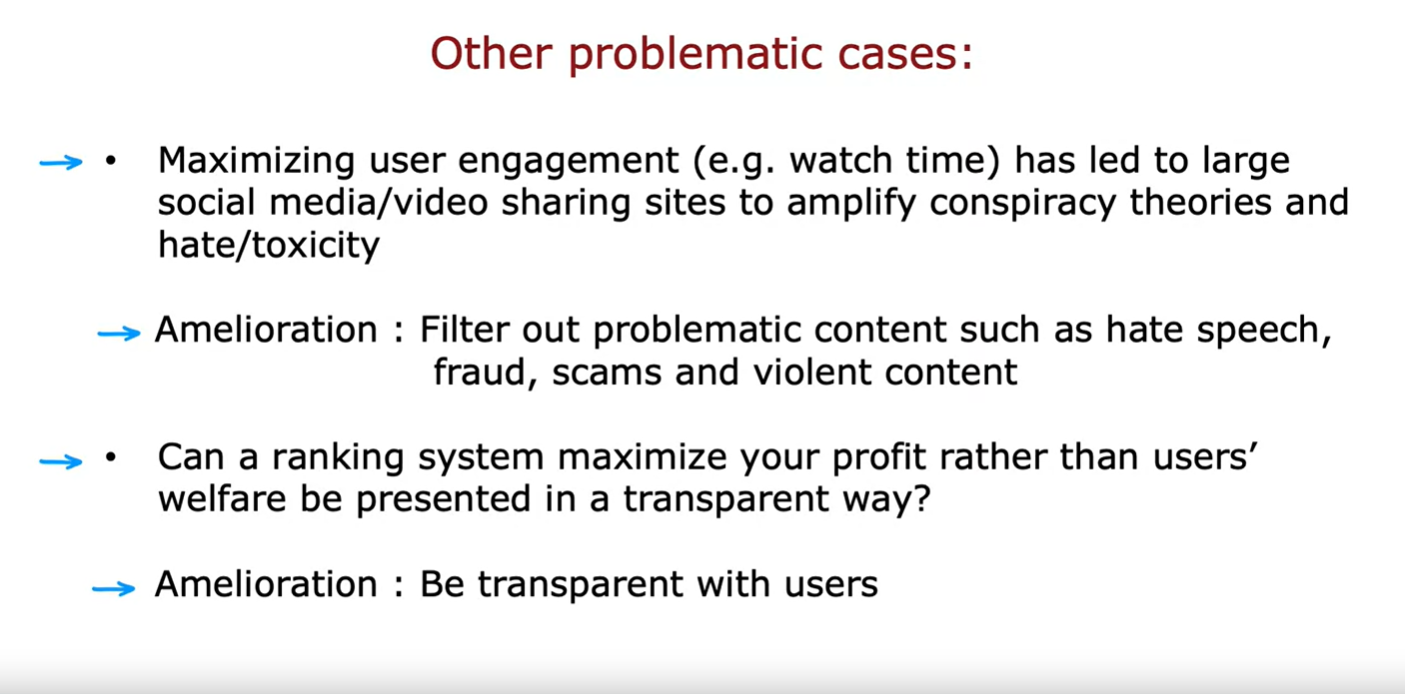 Other problematic cases:
• Maximizing user engagement (e.g. watch time) has led to large
social media/video sharing sites to amplify conspiracy theories and
hate/toxicity
Amelioration : Filter out problematic content such as hate speech,
fraud, scams and violent content
• Can a ranking system maximize your profit rather than users’
welfare be presented in a transparent way?
Amelioration : Be transparent with users